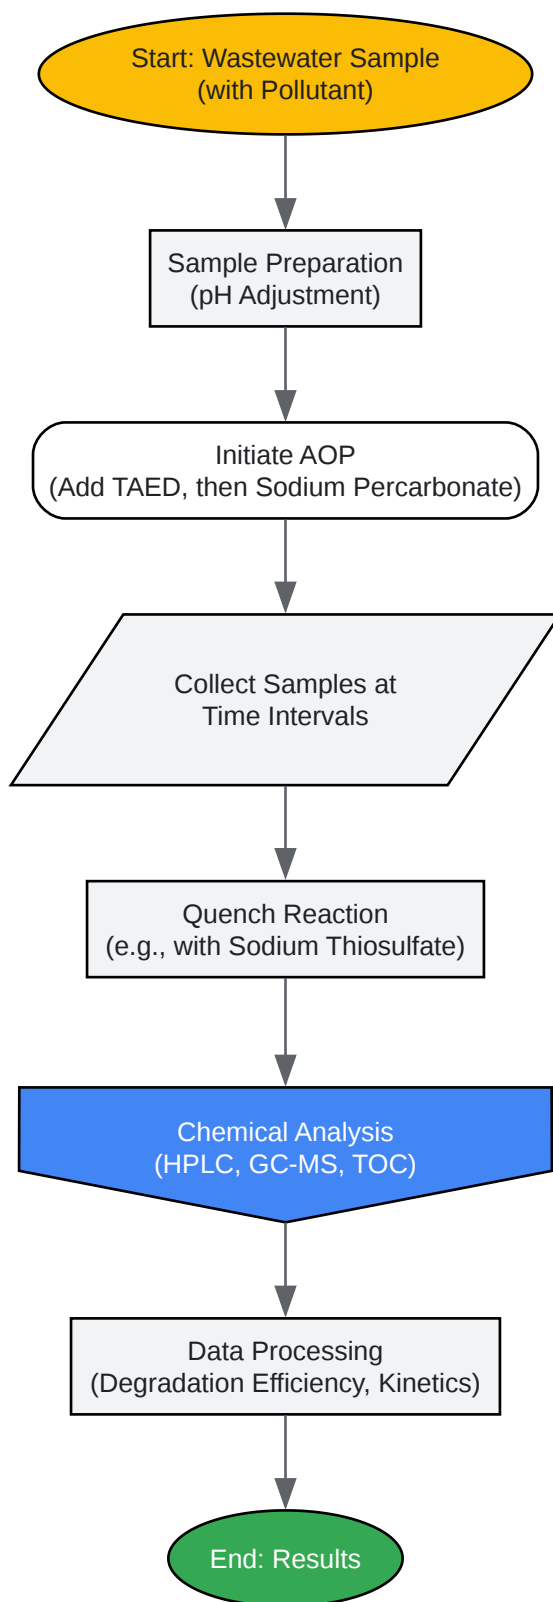 Start: Wastewater Sample
(with Pollutant)
Sample Preparation
(pH Adjustment)
Initiate AOP
(Add TAED, then Sodium Percarbonate)
Collect Samples at
Time Intervals
Quench Reaction
(e.g., with Sodium Thiosulfate)
Chemical Analysis
(HPLC, GC-MS, TOC)
Data Processing
(Degradation Efficiency, Kinetics)
End: Results